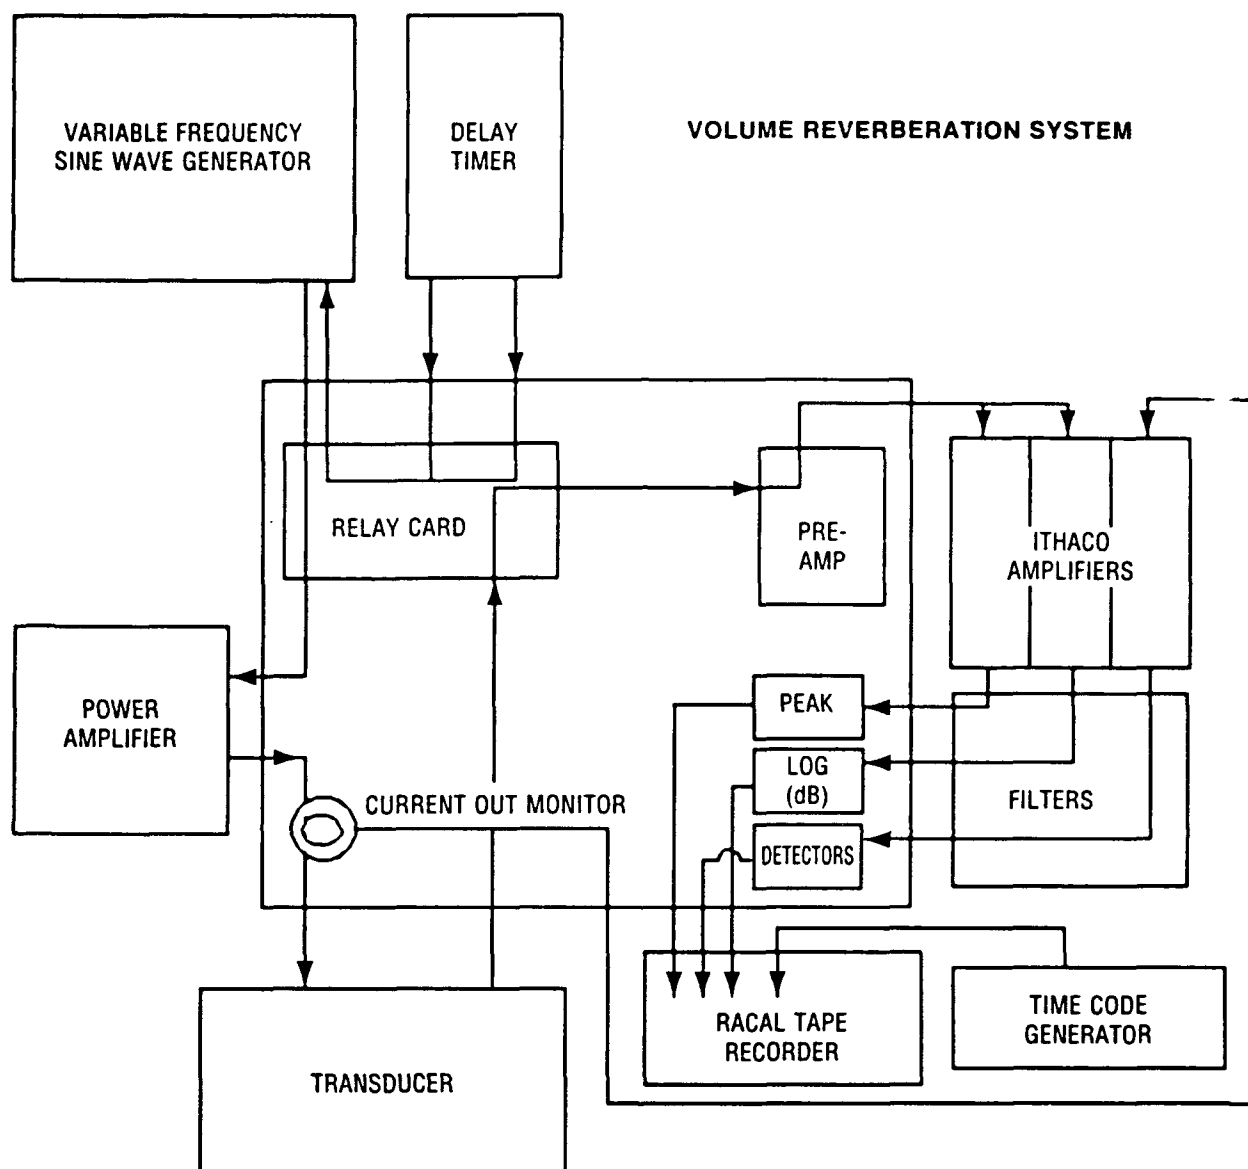 VARIABLE FREQUENCY
SINE WAVE GENERATOR
DELAY
TIMER
VOLUME REVERBERATION SYSTEM
RELAY CARD
PRE-
AMP
ITHACO
AMPLIFIERS
POWER
AMPLIFIER
PEAK
LOG
(dB)
DETECTORS
FILTERS
CURRENT OUT MONITOR
RACAL TAPE
RECORDER
TIME CODE
GENERATOR
TRANSDUCER